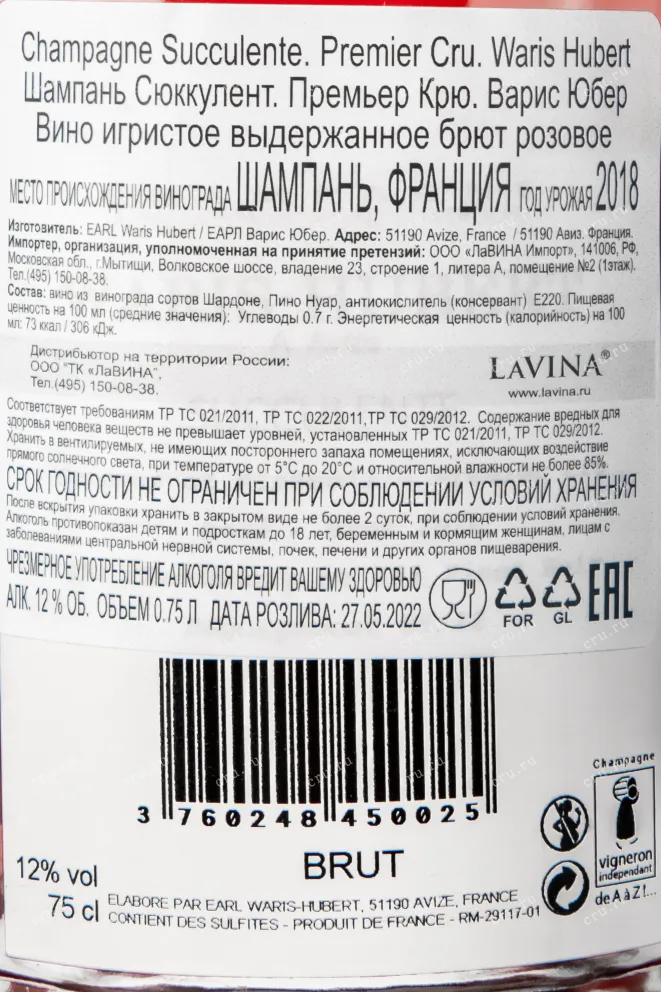 Champagne Succulente. Premier Cru. Waris Hubert
Шампань Сюккулент. Премьер Крю. Варис Юбер
Вино игристое выдержанное брют розовое
МЕСТО ПРОИСХОЖДЕНИЯ ВИНОГРАДА ШАМПАНЬ, ФРАНЦИЯ ГОД УРОЖАЯ 2018
Изготовитель: EARL Waris Hubert / ЕАРЛ Варис Юбер. Адрес: 51190 Avize, France / 51190 Авиз. Франция.
Импортер, организация, уполномоченная на принятие претензий: ООО «ЛаВИНА Импорт», 141006, РФ,
Московская обл., г.Мытищи, Волковское шоссе, владение 23, строение 1, литера А, помещение №2 (1этаж).
Тел.(495) 150-08-38.
Состав: вино из винограда сортов Шардоне, Пино Нуар, антиокислитель (консервант) Е220. Пищевая
ценность на 100 мл (средние значения): Углеводы 0.7 г. Энергетическая ценность (калорийность) на 100
мл: 73 ккал / 306 кДж.
Дистрибьютор на территории России:
ООО "ТК «ЛаВИНА",
Тел.(495) 150-08-38.
LAVINA®
www.lavina.ru
Соответствует требованиям ТР ТС 021/2011, ТР ТС 022/2011,ТР ТС 029/2012. Содержание вредных для
здоровья человека веществ не превышает уровней, установленных ТР ТС 021/2011, ТР ТС 029/2012.
Хранить в вентилируемых, не имеющих постороннего запаха помещениях, исключающих воздействие
прямого солнечного света, при температуре от 5°С до 20°С и относительной влажности не более 85%.
СРОК ГОДНОСТИ НЕ ОГРАНИЧЕН ПРИ СОБЛЮДЕНИИ УСЛОВИЙ ХРАНЕНИЯ
После вскрытия упаковки хранить в закрытом виде не более 2 суток, при соблюдении условий хранения.
Алкоголь противопоказан детям и подросткам до 18 лет, беременным и кормящим женщинам, лицам с
заболеваниями центральной нервной системы, почек, печени и других органов пищеварения.
ЧРЕЗМЕРНОЕ УПОТРЕБЛЕНИЕ АЛКОГОЛЯ ВРЕДИТ ВАШЕМУ ЗДОРОВЬЮ
АЛК. 12 % ОБ. ОБЪЕМ 0.75 Л ДАТА РОЗЛИВА: 27.05.2022
FOR
GL
EAC
3 760248 450025
12% vol
75 cl
BRUT
ELABORE PAR EARL WARIS-HUBERT, 51190 AVIZE, FRANCE
CONTIENT DES SULFITES - PRODUIT DE FRANCE - RM-29117-01
Champagne
vigneron
indépendant
de A à Z !...